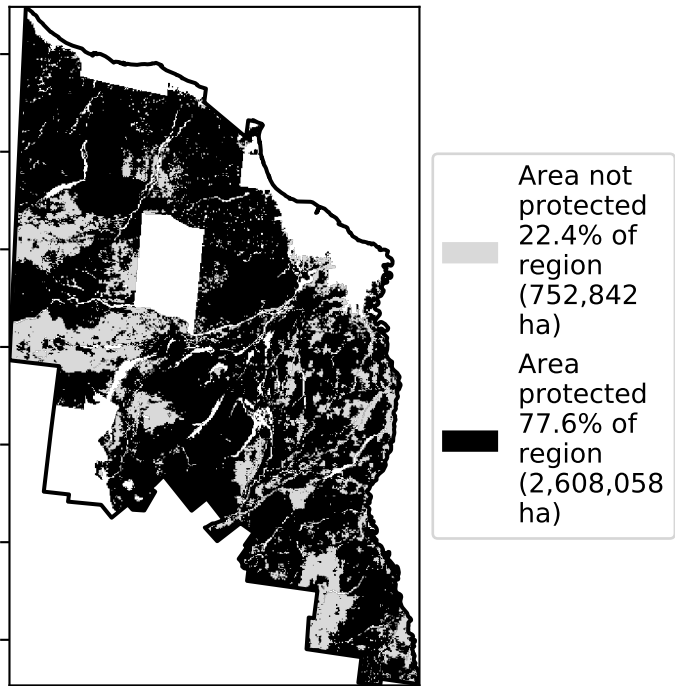 Area not
protected
22.4% of
region
(752,842
ha)
Area
protected
77.6% of
region
(2,608,058
ha)